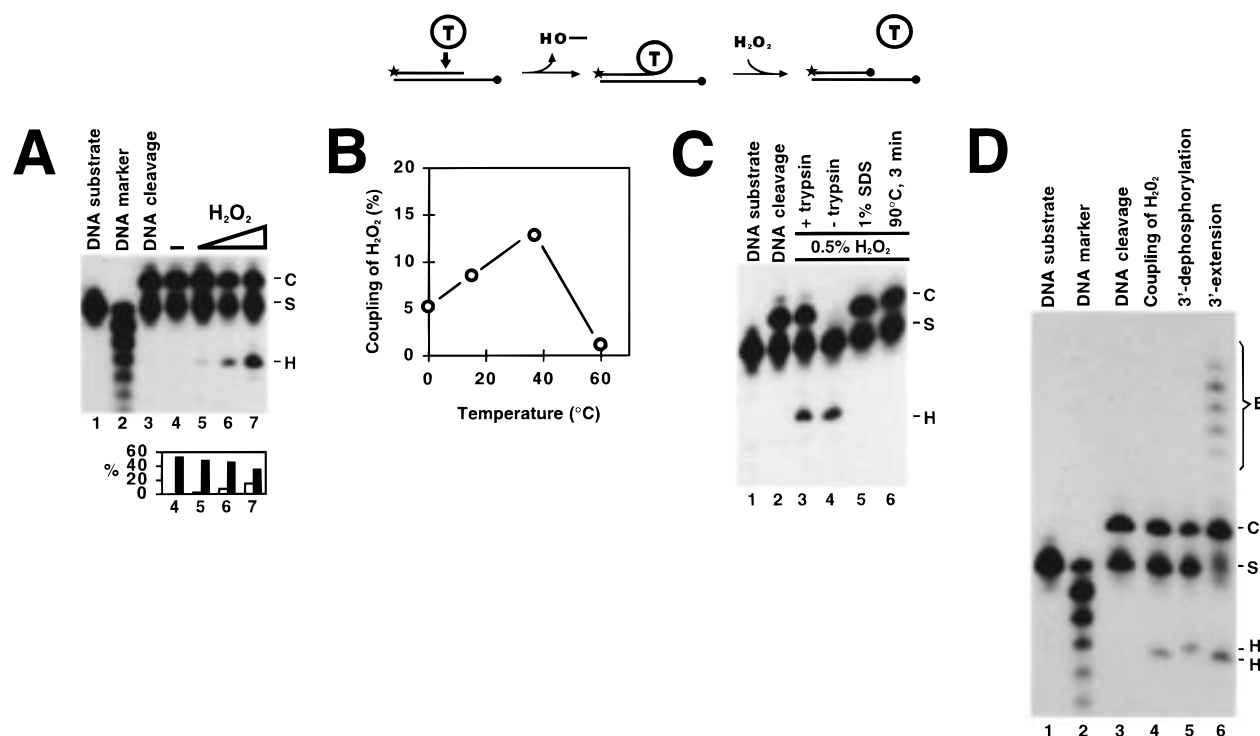 T
HO
T
H₂O₂
T
A
DNA substrate
DNA marker
DNA cleavage
–
H₂O₂
C
S
H
1 2 3 4 5 6 7
60
40
20
0
%
4 5 6 7
B
Coupling of H₂O₂ (%)
20
15
10
5
0
0 20 40 60
Temperature (°C)
C
DNA substrate
DNA cleavage
+ trypsin
- trypsin
1% SDS
90°C, 3 min
0.5% H₂O₂
C
S
H
1 2 3 4 5 6
D
DNA substrate
DNA marker
DNA cleavage
Coupling of H₂O₂
3'-dephosphorylation
3'-extension
E
C
S
H
H
1 2 3 4 5 6